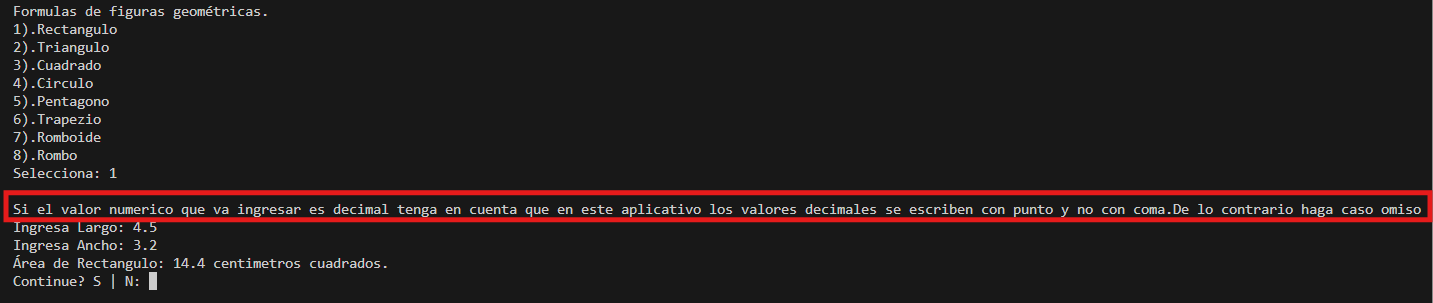 Formulas de figuras geométricas.
1).Rectangulo
2).Triangulo
3).Cuadrado
4).Circulo
5).Pentagono
6).Trapezio
7).Romboide
8).Rombo
Selecciona: 1
Si el valor numerico que va ingresar es decimal tenga en cuenta que en este aplicativo los valores decimales se escriben con punto y no con coma.De lo contrario haga caso omiso
Ingresa Largo: 4.5
Ingresa Ancho: 3.2
Área de Rectangulo: 14.4 centimetros cuadrados.
Continue? S | N: